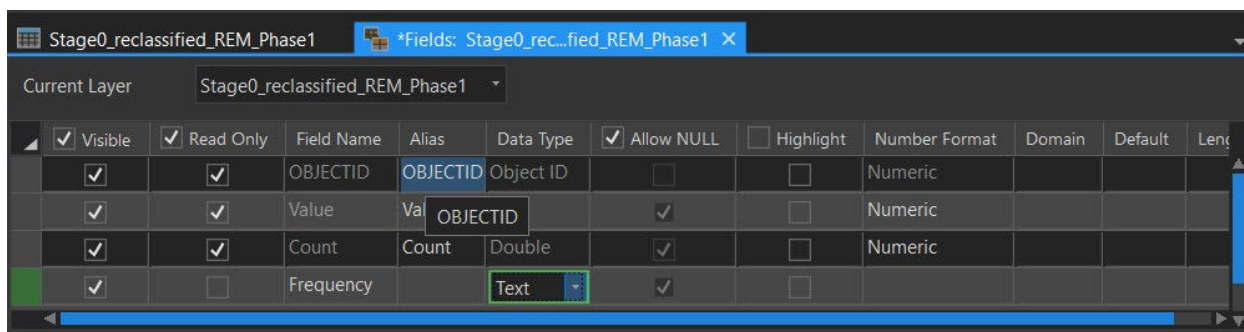 Stage0_reclassified_REM_Phase1 *Fields: Stage0_rec...fied_REM_Phase1
Current Layer Stage0_reclassified_REM_Phase1
Visible Read Only Field Name Alias Data Type Allow NULL Highlight Number Format Domain Default
OBJECTID OBJECTID Object ID Numeric
Value Numeric
OBJECTID
Count Count Double Numeric
Frequency Text